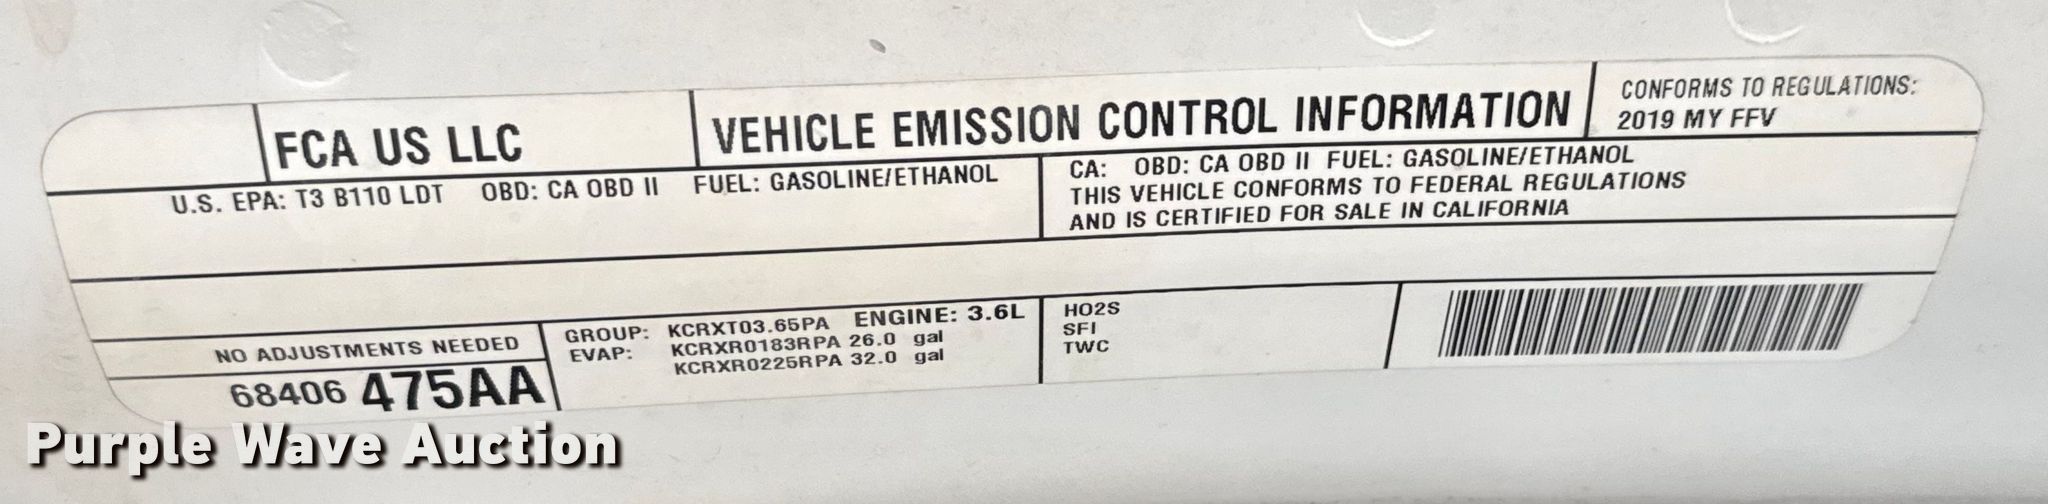 FCA US LLC
VEHICLE EMISSION CONTROL INFORMATION
CONFORMS TO REGULATIONS:
2019 MY FFV
U.S. EPA: T3 B110 LDT OBD: CA OBD II FUEL: GASOLINE/ETHANOL
CA: OBD: CA OBD II FUEL: GASOLINE/ETHANOL
THIS VEHICLE CONFORMS TO FEDERAL REGULATIONS
AND IS CERTIFIED FOR SALE IN CALIFORNIA
NO ADJUSTMENTS NEEDED
68406 475AA
GROUP: KCRXT03.65PA ENGINE: 3.6L
EVAP: KCRXR0183RPA 26.0 gal
KCRXR0225RPA 32.0 gal
HO2S
SFI
TWC
Purple Wave Auction